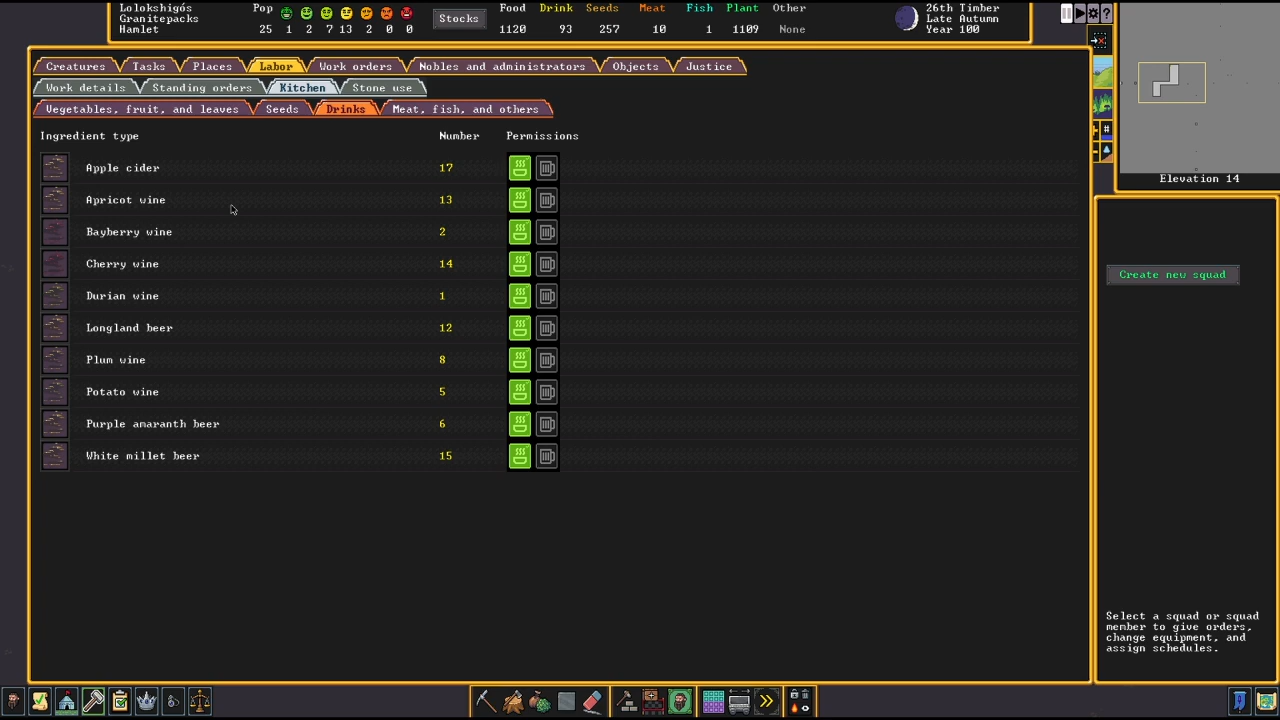 Lolokshigós
Granitepacks
Hamlet
Pop
25 1 2 7 13 2 0 0
Stocks
Food Drink Seeds Meat Fish Plant Other
1120 93 257 10 1 1109 None
26th Timber
Late Autumn
Year 100
Creatures Tasks Places Labor Work orders Nobles and administrators Objects Justice
Work details Standing orders Kitchen Stone use
Vegetables, fruit, and leaves Seeds Drinks Meat, fish, and others
Ingredient type Number Permissions
Apple cider 17
Apricot wine 13
Bayberry wine 2
Cherry wine 14
Durian wine 1
Longland beer 12
Plum wine 8
Potato wine 5
Purple amaranth beer 6
White millet beer 15
Elevation 14
Create new squad
Select a squad or squad
member to give orders,
change equipment, and
assign schedules.